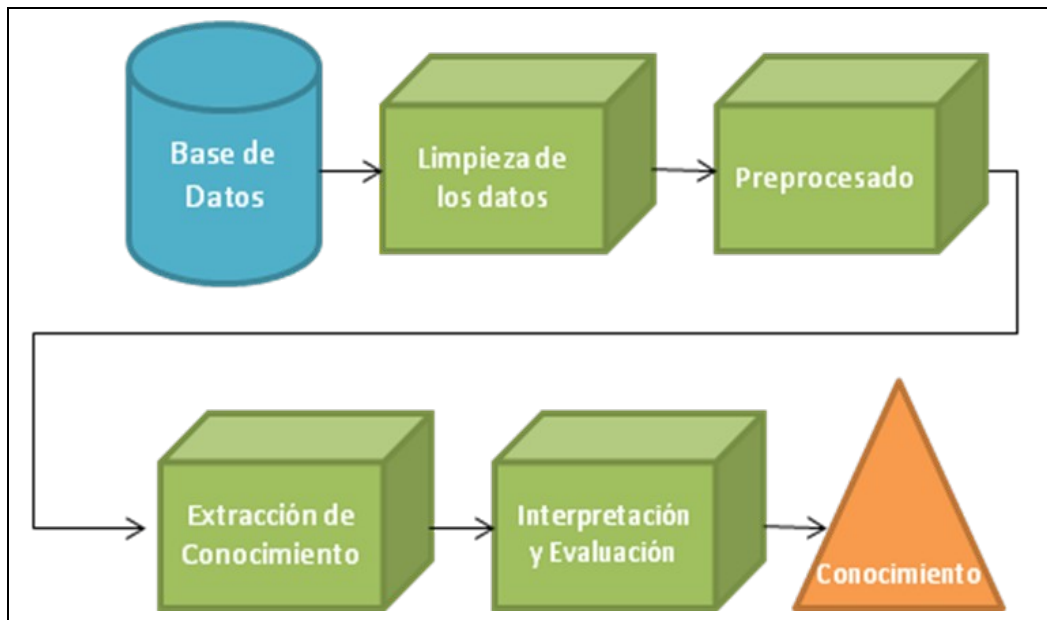 Base de
Datos
Limpieza de
los datos
Preprocesado
Extracción de
Conocimiento
Interpretación
y Evaluación
Conocimiento